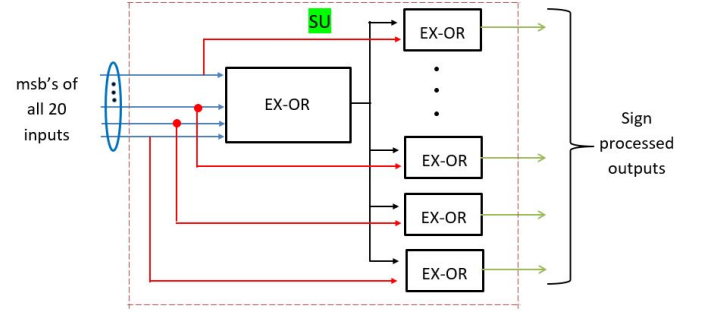 SU
EX-OR
msb's of
all 20
inputs
EX-OR
Sign
processed
outputs
EX-OR
EX-OR
EX-OR